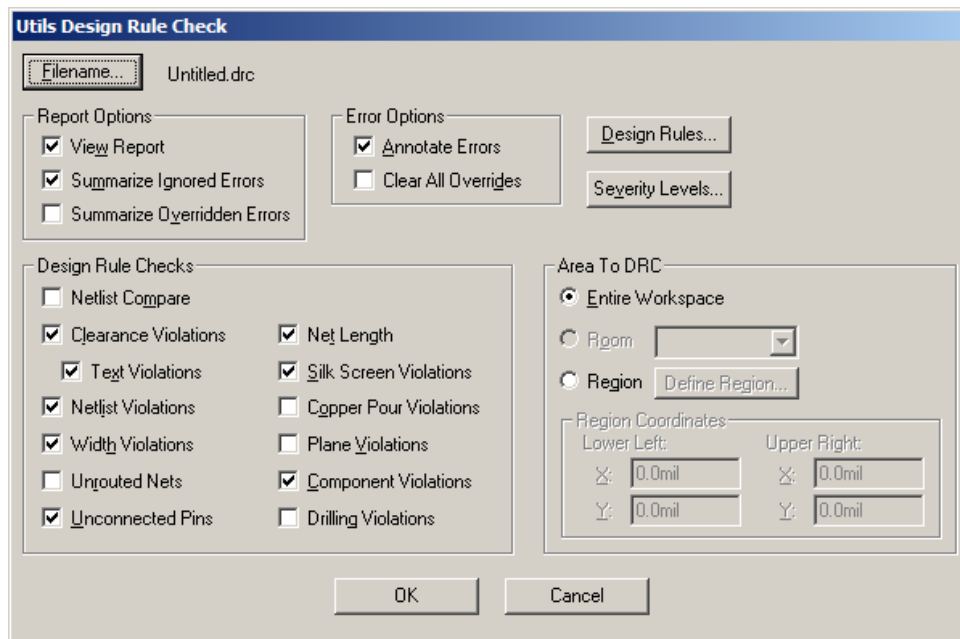 Utils Design Rule Check
Filename... Untitled.drc
Report Options
View Report
Summarize Ignored Errors
Summarize Overridden Errors
Error Options
Annotate Errors
Clear All Overrides
Design Rules...
Severity Levels...
Design Rule Checks
Netlist Compare
Clearance Violations
Text Violations
Netlist Violations
Width Violations
Unrouted Nets
Unconnected Pins
Net Length
Silk Screen Violations
Copper Pour Violations
Plane Violations
Component Violations
Drilling Violations
Area To DRC
Entire Workspace
Room
Region Define Region...
Region Coordinates
Lower Left: Upper Right:
X: 0.0mil X: 0.0mil
Y: 0.0mil Y: 0.0mil
OK Cancel